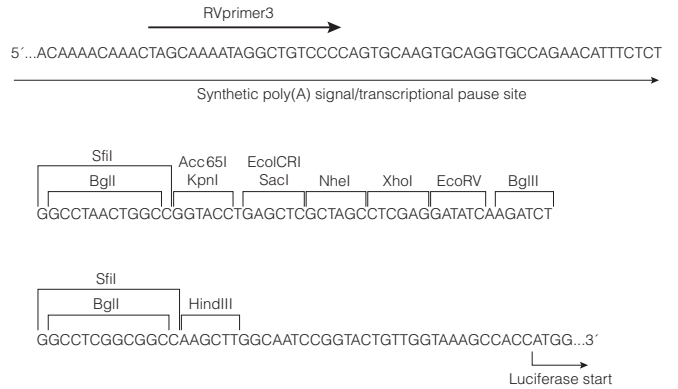 RVprimer3
5´...ACAAAACAAACTAGCAAAATAGGCTGTCCCCAGTGCAAGTGCAGGTGCCAGAACATTTCTCT
Synthetic poly(A) signal/transcriptional pause site
SfiI
Acc65I EcoICRI
BglI KpnI SacI NheI XhoI EcoRV BglII
GGCCTAACTGGCCGGTACCTGAGCTCGCTAGCCTCGAGGATATCAAGATCT
SfiI
BglI HindIII
GGCCTCGGCGGCCAAGCTTGGCAATCCGGTACTGTTGGTAAAGCCACCATGG...3´
Luciferase start